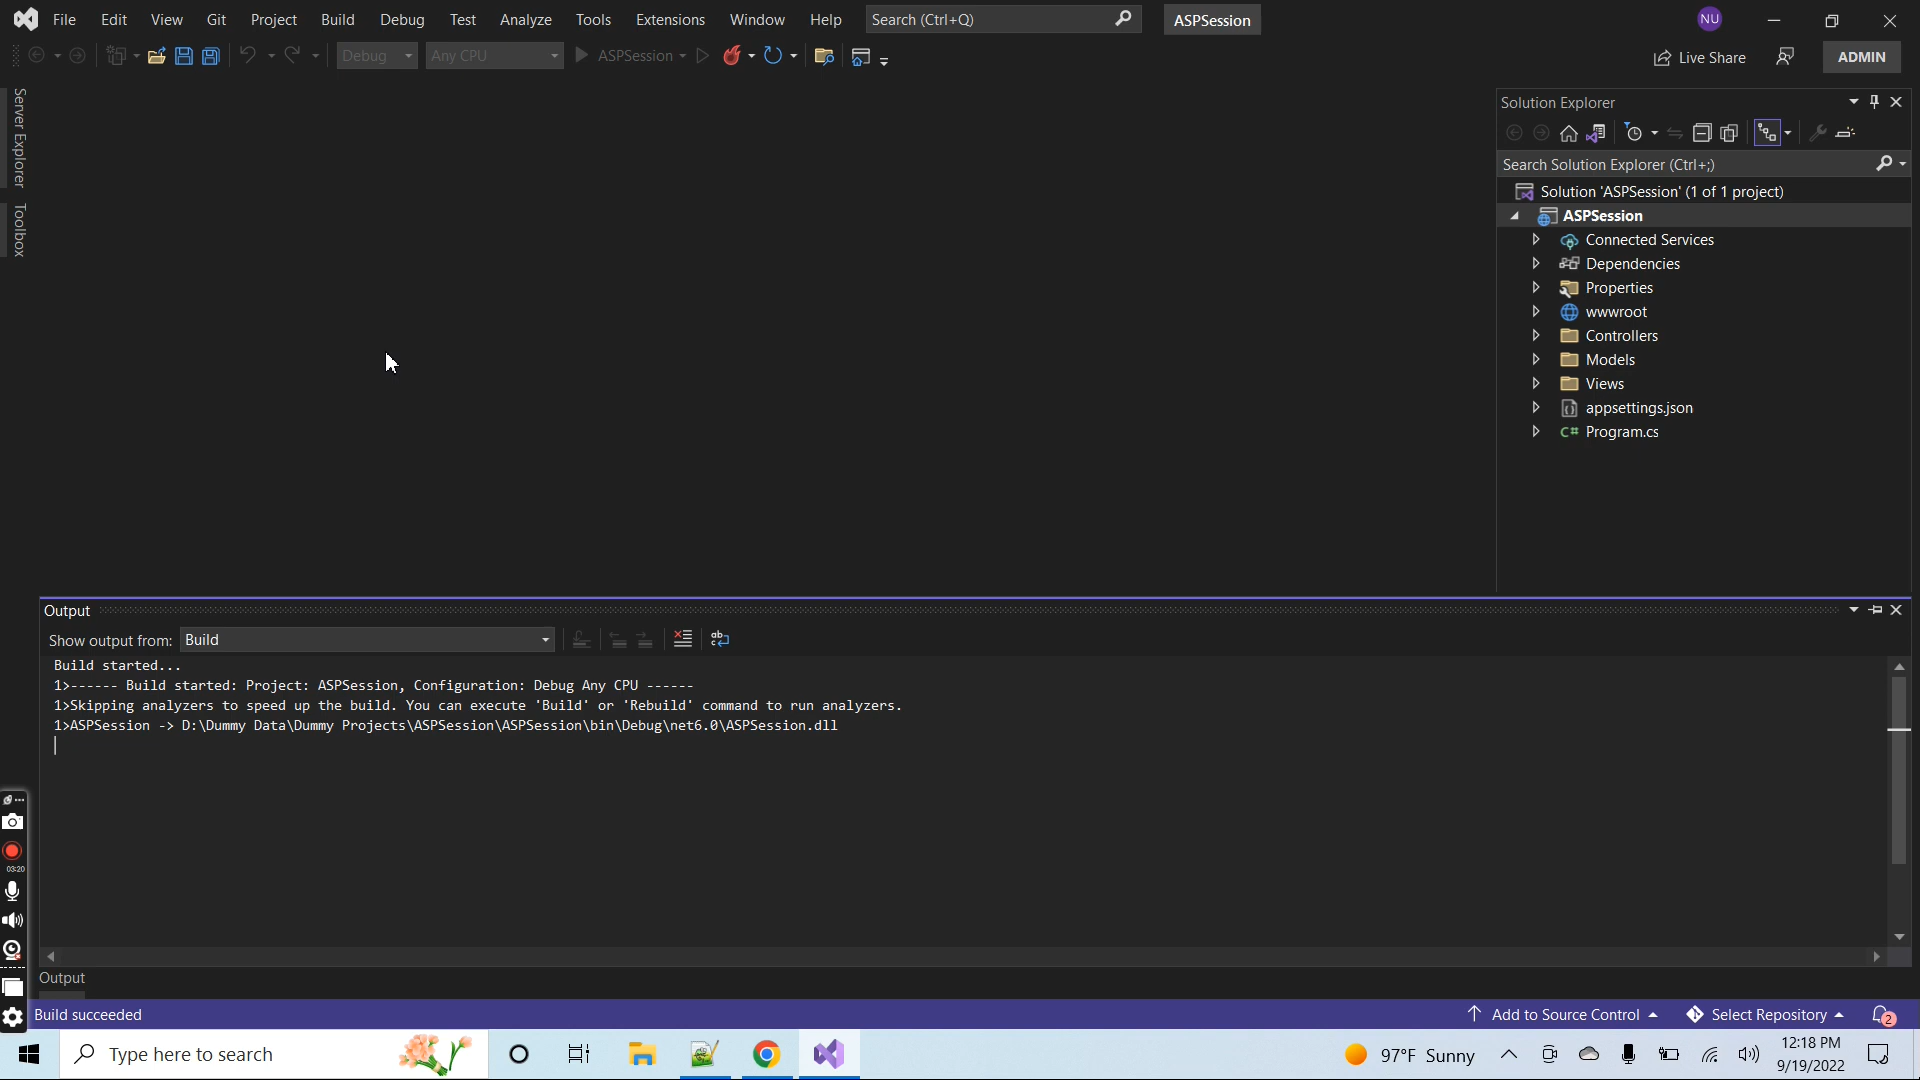 File Edit View Git Project Build Debug Test Analyze Tools Extensions Window Help Search (Ctrl+Q) ASPSession NU
Debug Any CPU ASPSession Live Share ADMIN
Server Explorer
Toolbox
Solution Explorer
Search Solution Explorer (Ctrl+;)
Solution 'ASPSession' (1 of 1 project)
ASPSession
Connected Services
Dependencies
Properties
wwwroot
Controllers
Models
Views
appsettings.json
C# Program.cs
Output
Show output from: Build
Build started...
1>------ Build started: Project: ASPSession, Configuration: Debug Any CPU ------
1>Skipping analyzers to speed up the build. You can execute 'Build' or 'Rebuild' command to run analyzers.
1>ASPSession -> D:\Dummy Data\Dummy Projects\ASPSession\ASPSession\bin\Debug\net6.0\ASPSession.dll
03:20
Output
Build succeeded Add to Source Control Select Repository 2
Type here to search 97°F Sunny 12:18 PM
9/19/2022